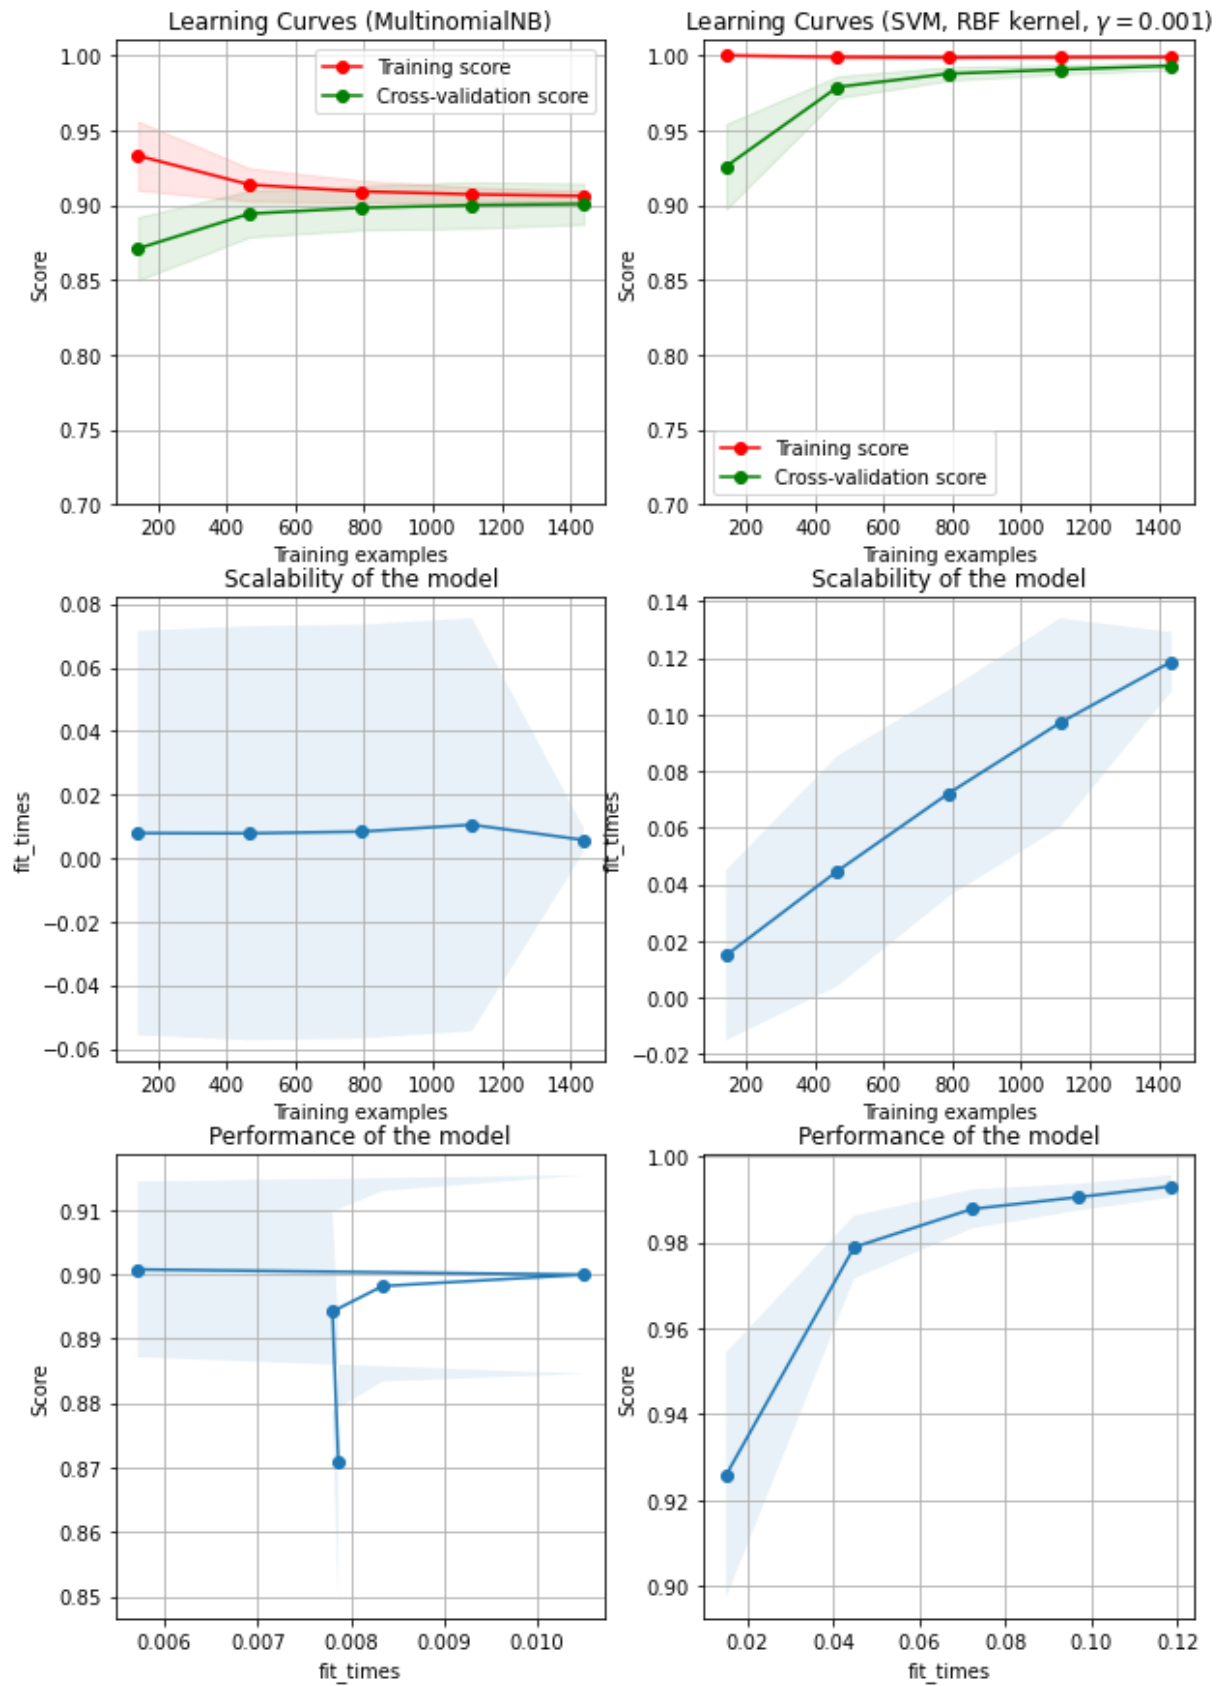 Learning Curves (MultinomialNB)
1.00
0.95
0.90
0.85
0.80
0.75
0.70
Score
Training score
Cross-validation score
200 400 600 800 1000 1200 1400
Training examples
Learning Curves (SVM, RBF kernel, γ = 0.001)
1.00
0.95
0.90
0.85
0.80
0.75
0.70
Score
Training score
Cross-validation score
200 400 600 800 1000 1200 1400
Training examples
Scalability of the model
0.08
0.06
0.04
0.02
0.00
−0.02
−0.04
−0.06
fit_times
200 400 600 800 1000 1200 1400
Training examples
Scalability of the model
0.14
0.12
0.10
0.08
0.06
0.04
0.02
0.00
−0.02
fit_times
200 400 600 800 1000 1200 1400
Training examples
Performance of the model
0.91
0.90
0.89
0.88
0.87
0.86
0.85
Score
0.006 0.007 0.008 0.009 0.010
fit_times
Performance of the model
1.00
0.98
0.96
0.94
0.92
0.90
Score
0.02 0.04 0.06 0.08 0.10 0.12
fit_times